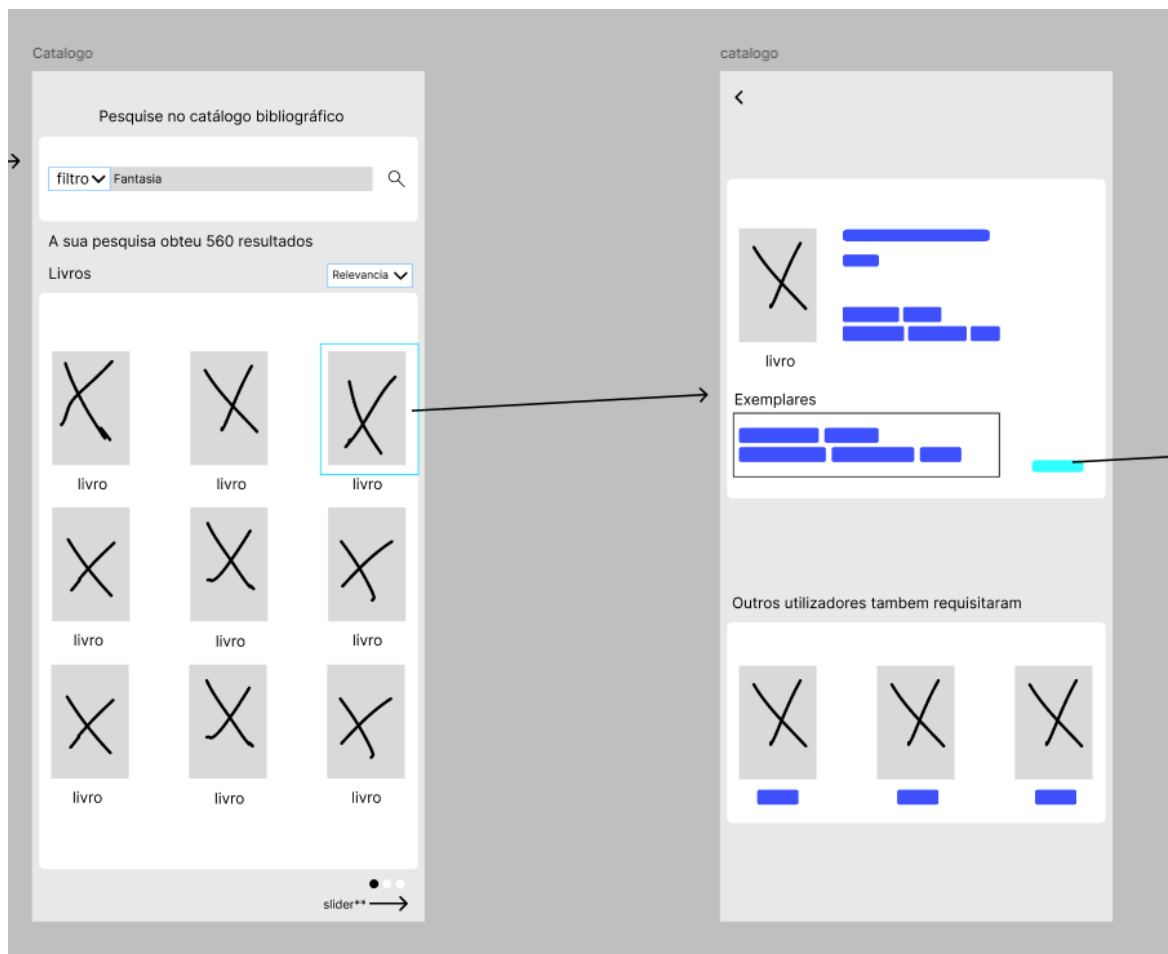 Catalogo
Pesquise no catálogo bibliográfico
filtro Fantasia
A sua pesquisa obteu 560 resultados
Livros
Relevancia
livro livro livro
livro livro livro
livro livro livro
slider**
catalogo
livro
Exemplares
Outros utilizadores tambem requisitaram